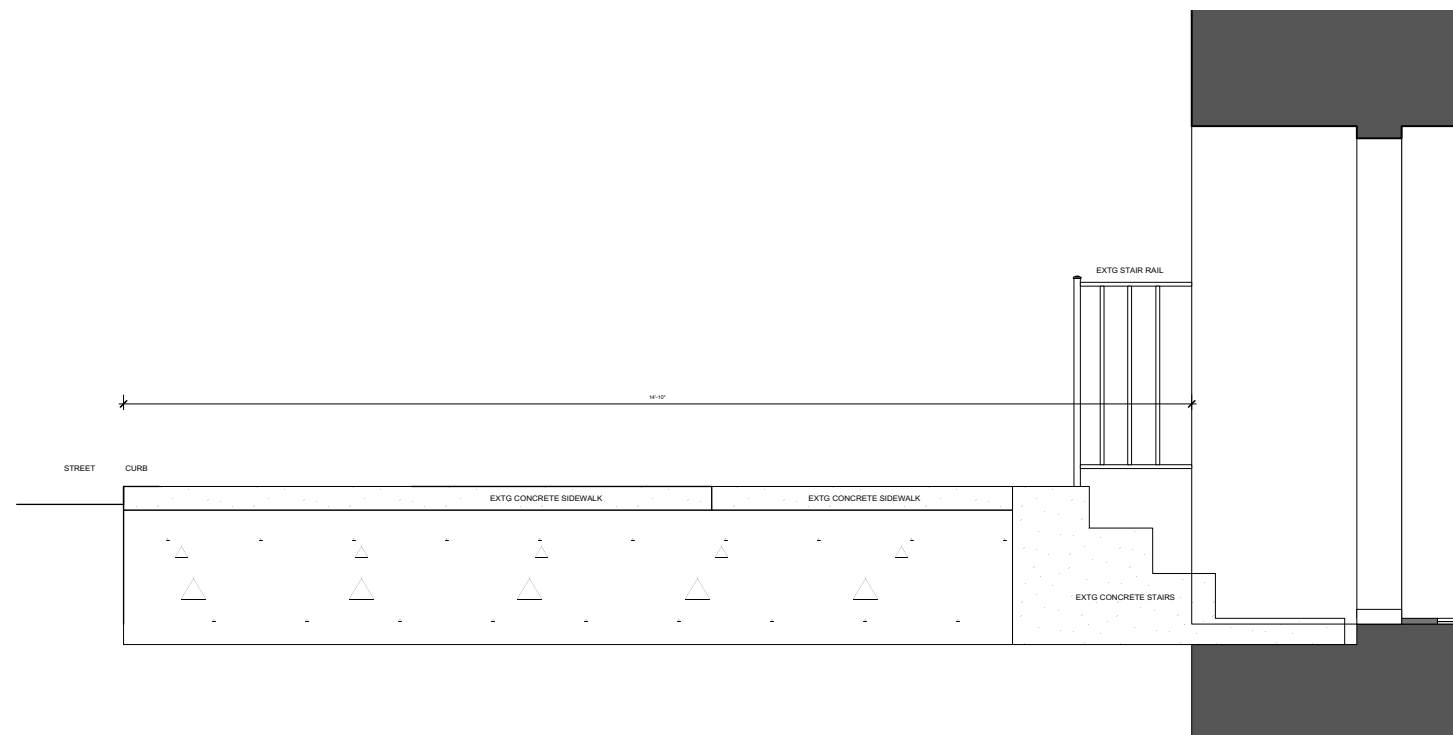 EXTG STAIR RAIL
14'-10"
STREET
CURB
EXTG CONCRETE SIDEWALK
EXTG CONCRETE SIDEWALK
EXTG CONCRETE STAIRS